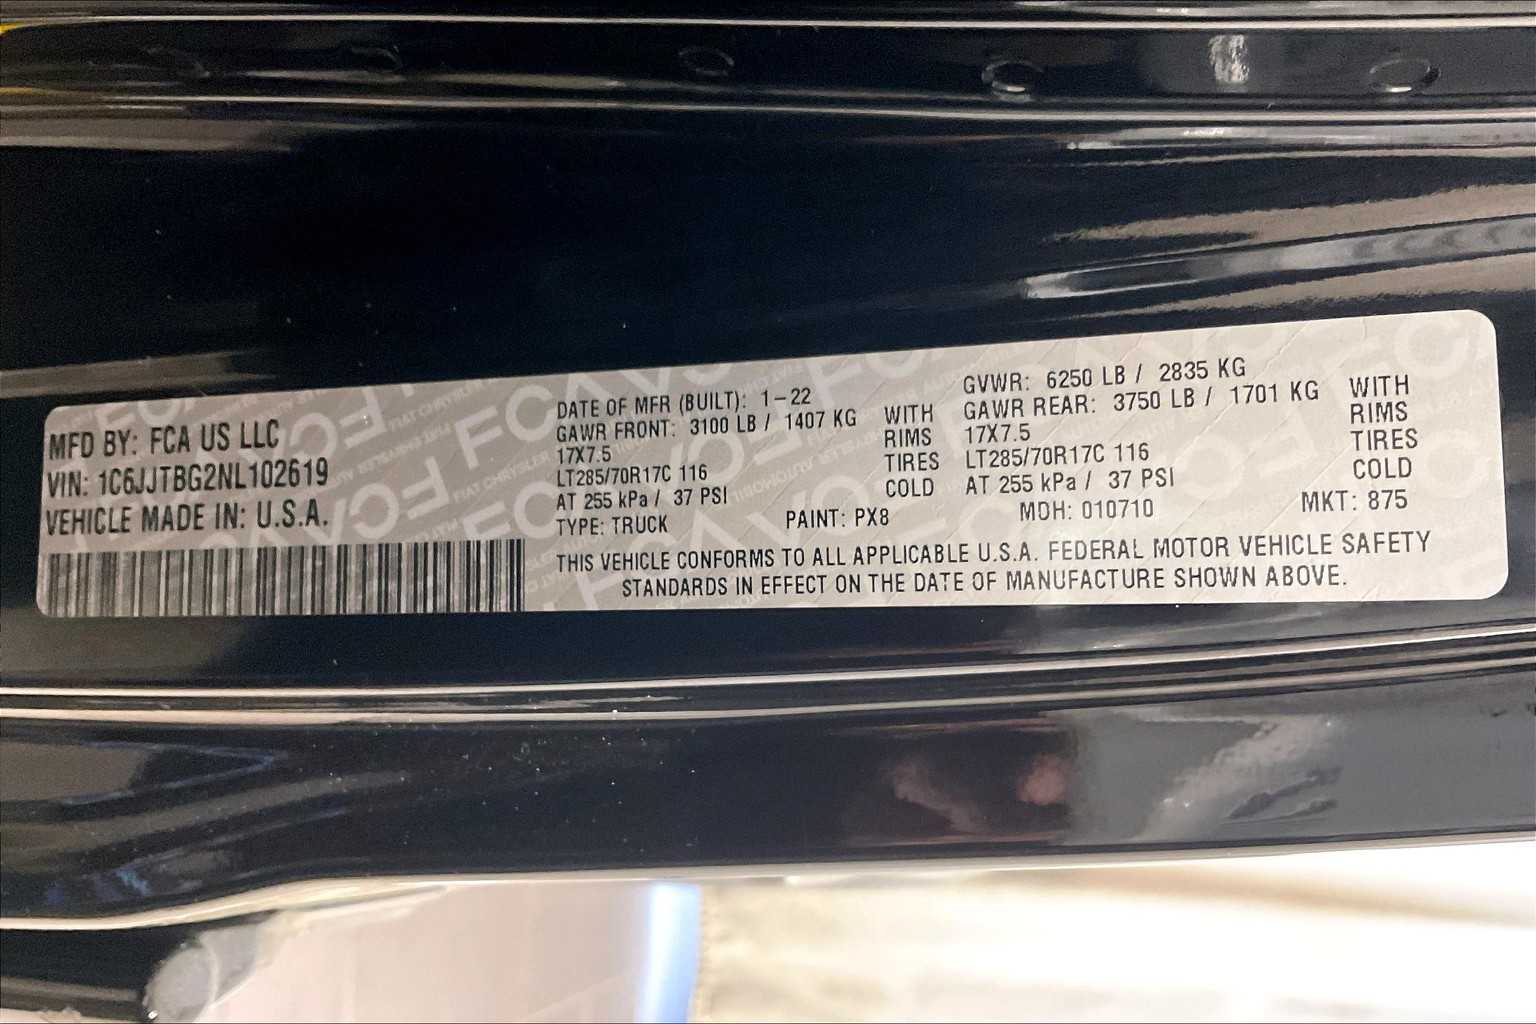 MFD BY: FCA US LLC
VIN: 1C6JJTBG2NL102619
VEHICLE MADE IN: U.S.A.
DATE OF MFR (BUILT): 1-22
GAWR FRONT: 3100 LB / 1407 KG WITH
17X7.5 RIMS
LT285/70R17C 116 TIRES
AT 255 kPa / 37 PSI COLD
GVWR: 6250 LB / 2835 KG
GAWR REAR: 3750 LB / 1701 KG WITH
17X7.5 RIMS
LT285/70R17C 116 TIRES
AT 255 kPa / 37 PSI COLD
TYPE: TRUCK PAINT: PX8 MDH: 010710 MKT: 875
THIS VEHICLE CONFORMS TO ALL APPLICABLE U.S.A. FEDERAL MOTOR VEHICLE SAFETY
STANDARDS IN EFFECT ON THE DATE OF MANUFACTURE SHOWN ABOVE.